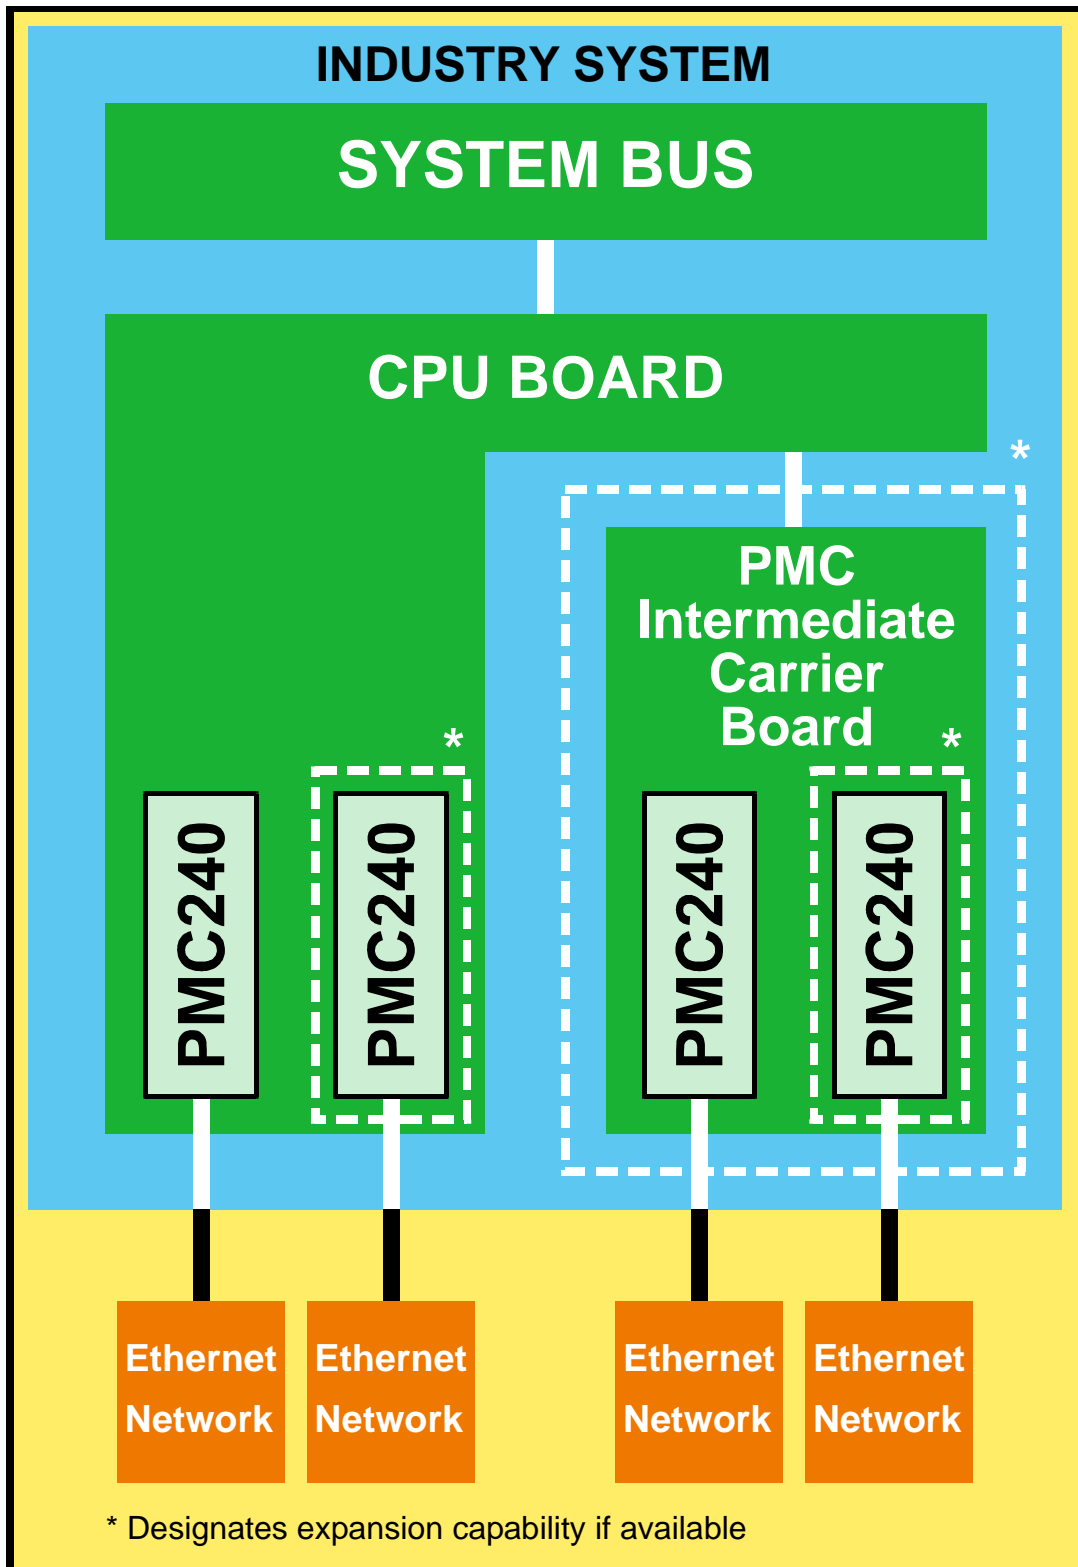 INDUSTRY SYSTEM
SYSTEM BUS
CPU BOARD
*
PMC
Intermediate
Carrier
Board
*
*
PMC240
PMC240
PMC240
PMC240
Ethernet
Network
Ethernet
Network
Ethernet
Network
Ethernet
Network
* Designates expansion capability if available